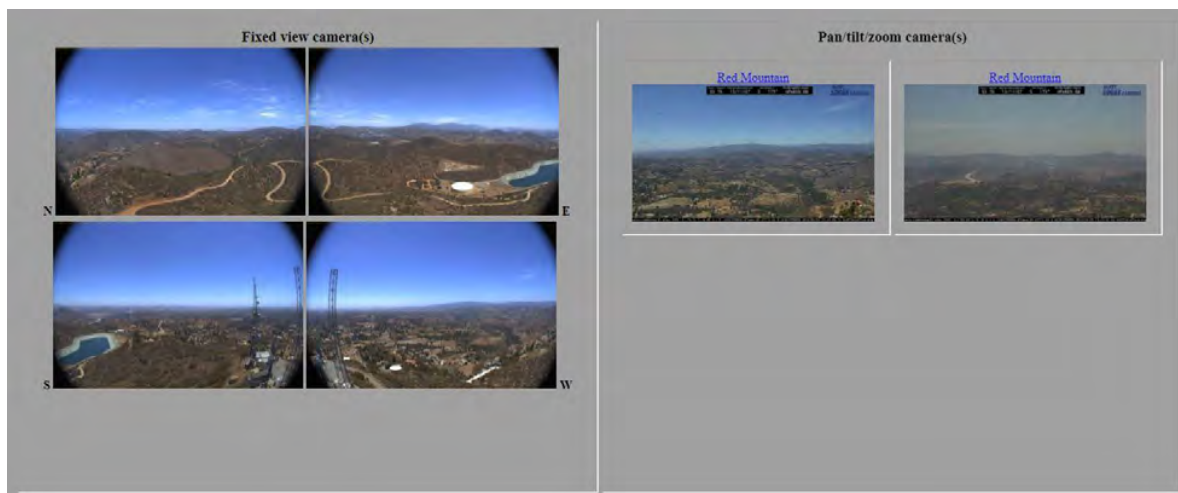 Fixed view camera(s)
N
E
S
W
Pan/tilt/zoom camera(s)
Red Mountain
Red Mountain